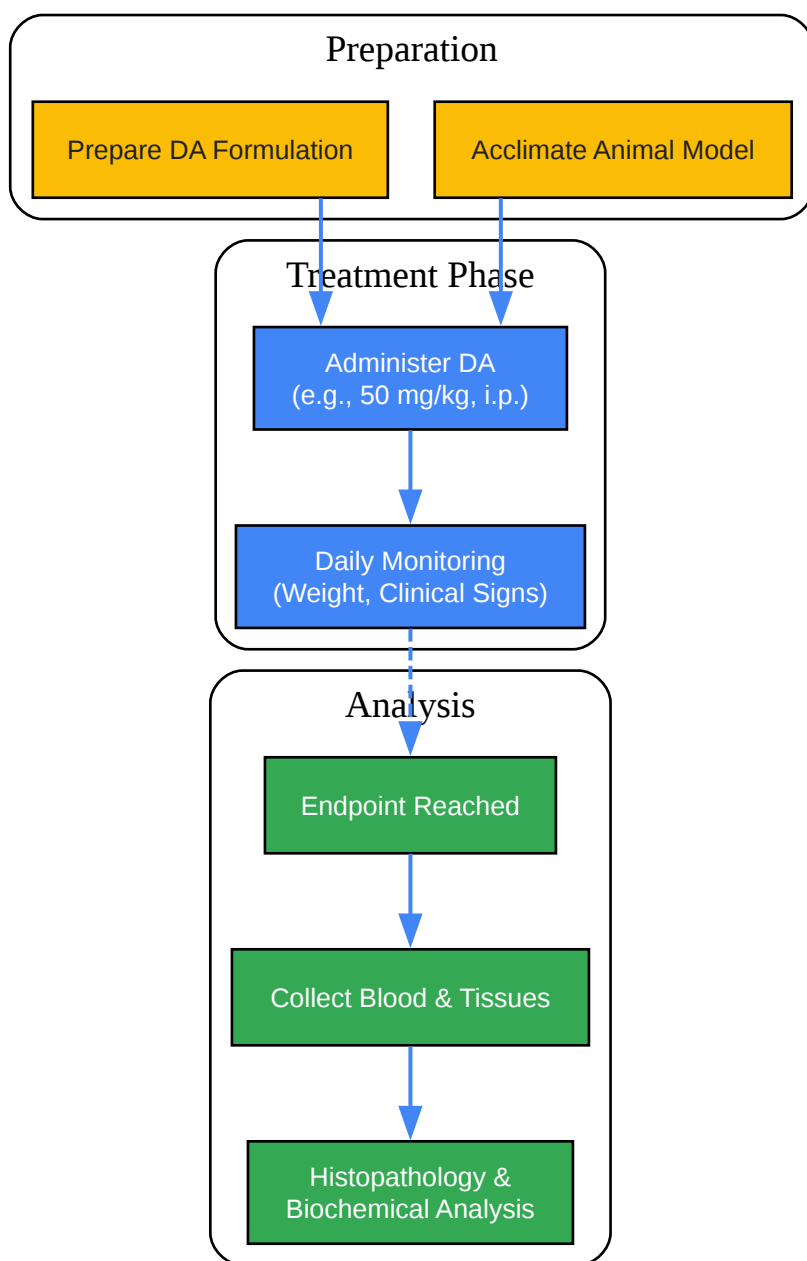 Preparation
Prepare DA Formulation
Acclimate Animal Model
Treatment Phase
Administer DA
(e.g., 50 mg/kg, i.p.)
Daily Monitoring
(Weight, Clinical Signs)
Analysis
Endpoint Reached
Collect Blood & Tissues
Histopathology &
Biochemical Analysis